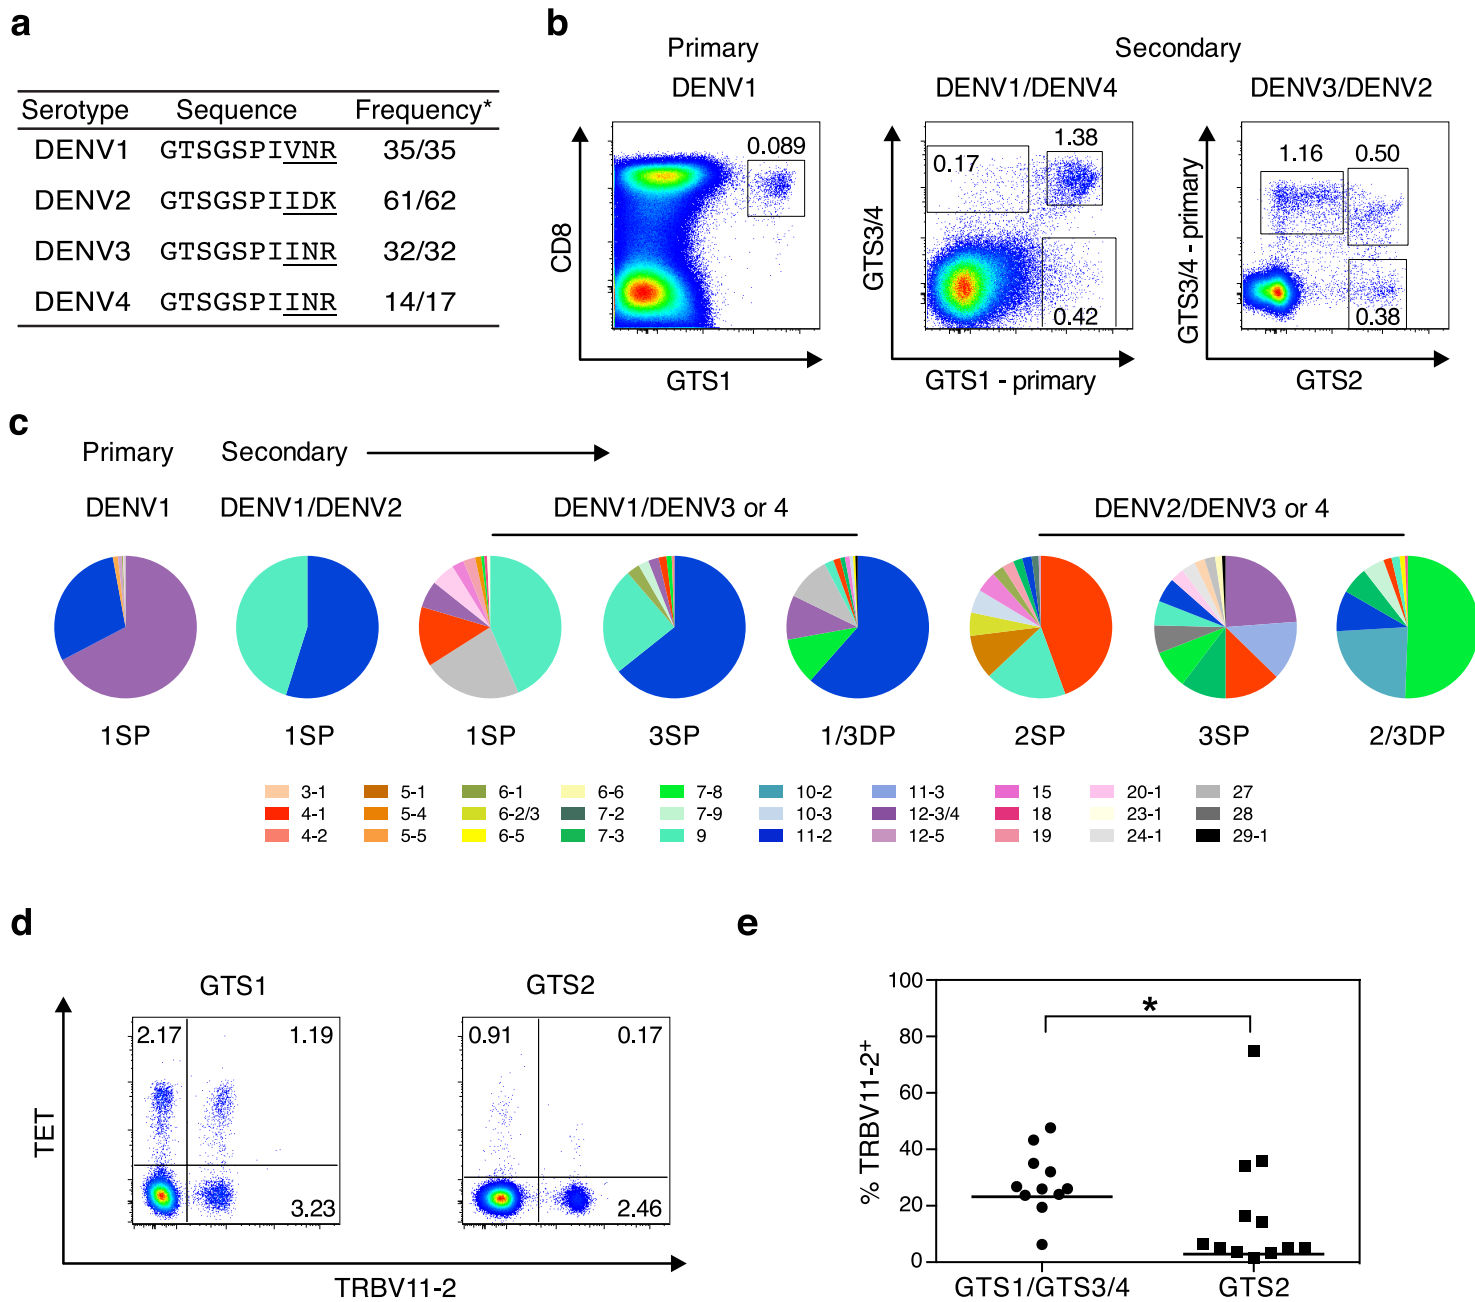 a
Serotype Sequence Frequency*
DENV1 GTSGSPIVNR 35/35
DENV2 GTSGSPIIDK 61/62
DENV3 GTSGSPIINR 32/32
DENV4 GTSGSPIINR 14/17
b
Primary Secondary
DENV1 DENV1/DENV4 DENV3/DENV2
CD8
0.089
GTS1
GTS3/4
0.17 1.38
0.42
GTS1 - primary
GTS3/4 - primary
1.16 0.50
0.38
GTS2
c
Primary Secondary
DENV1 DENV1/DENV2 DENV1/DENV3 or 4 DENV2/DENV3 or 4
1SP 1SP 1SP 3SP 1/3DP 2SP 3SP 2/3DP
3-1 5-1 6-1 6-6 7-8 10-2 11-3 15 20-1 27
4-1 5-4 6-2/3 7-2 7-9 10-3 12-3/4 18 23-1 28
4-2 5-5 6-5 7-3 9 11-2 12-5 19 24-1 29-1
d
GTS1 GTS2
TET
2.17 1.19 0.91 0.17
3.23 2.46
TRBV11-2
e
% TRBV11-2+
100
80
60
40
20
0
*
GTS1/GTS3/4 GTS2